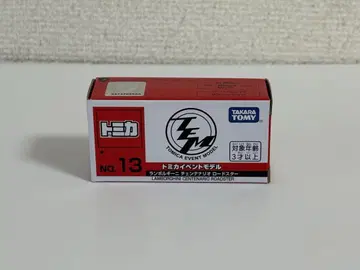 トミカ
TEM
TOMICA EVENT MODEL
TAKARA
TOMY
対象年齢
3才以上
NO. 13
トミカイベントモデル
ランボルギーニ チェンテナリオ ロードスター
LAMBORGHINI CENTENARIO ROADSTER